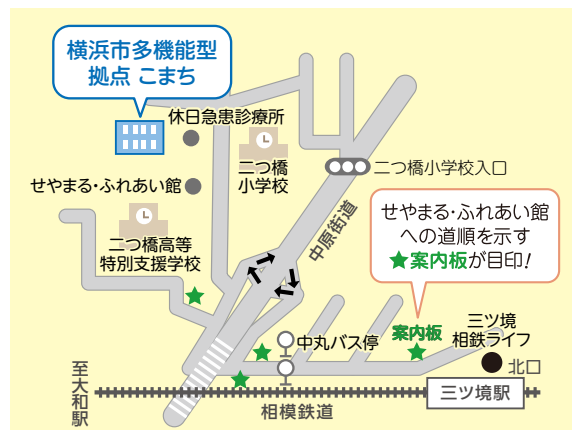 横浜市多機能型
拠点 こまち
休日急患診療所
二つ橋
小学校
二つ橋小学校入口
せやまる・ふれあい館
中原街道
せやまる・ふれあい館
への道順を示す
★案内板が目印!
二つ橋高等
特別支援学校
三ツ境
相鉄ライフ
案内板
中丸バス停
北口
至大和駅
三ツ境駅
相模鉄道